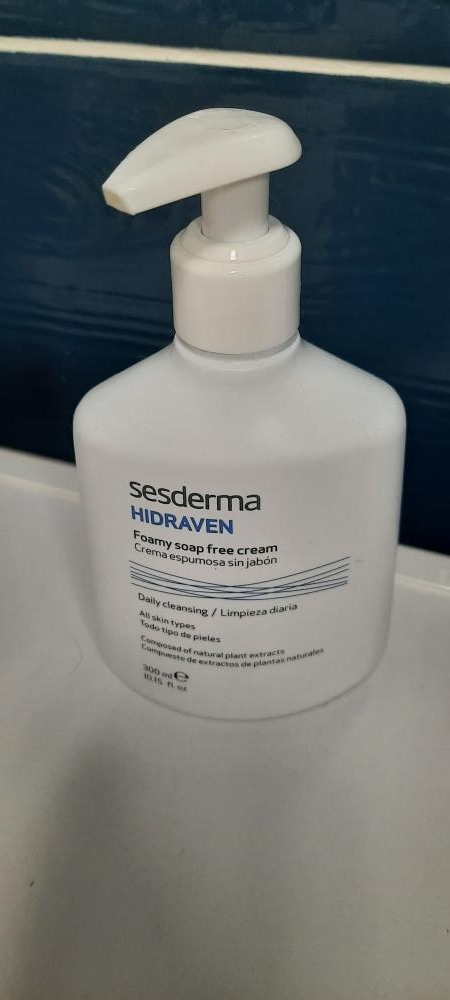 sesderma
HIDRAVEN
Foamy soap free cream
Crema espumosa sin jabón
Daily cleansing / Limpieza diaria
All skin types
Todo tipo de pieles
Composed of natural plant extracts
Compuesto de extractos de plantas naturales
300 ml ℮
10.15 fl. oz